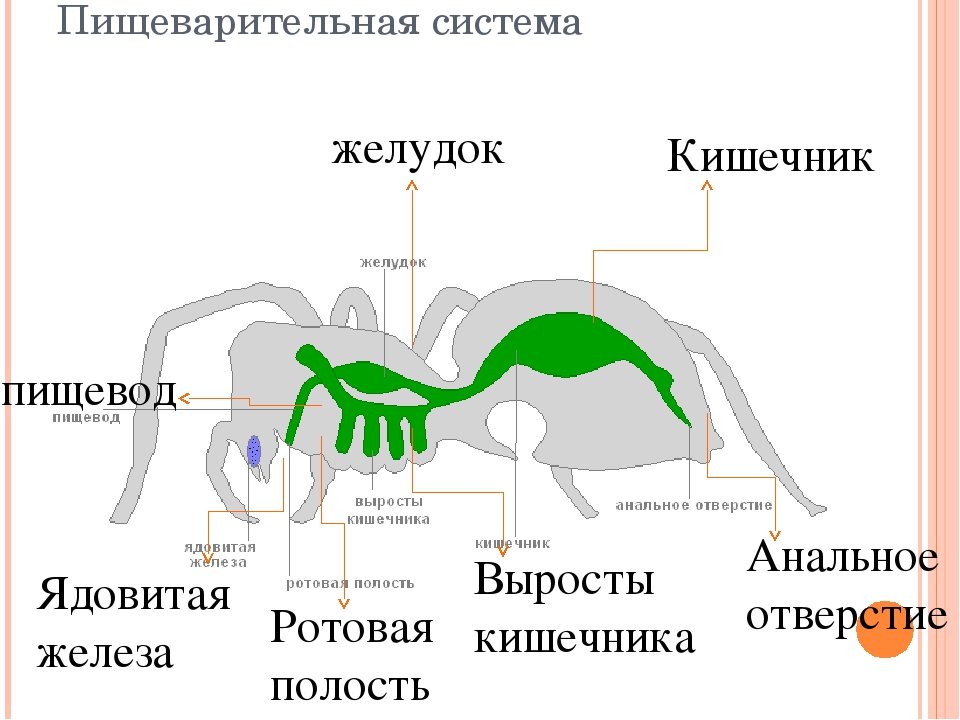 Пищеварительная система
желудок
Кишечник
желудок
пищевод
пищевод
выросты
кишечника
анальное отверстие
ядовитая
железа
кишечник
ротовая полость
Ядовитая
железа
Ротовая
полость
Выросты
кишечника
Анальное
отверстие